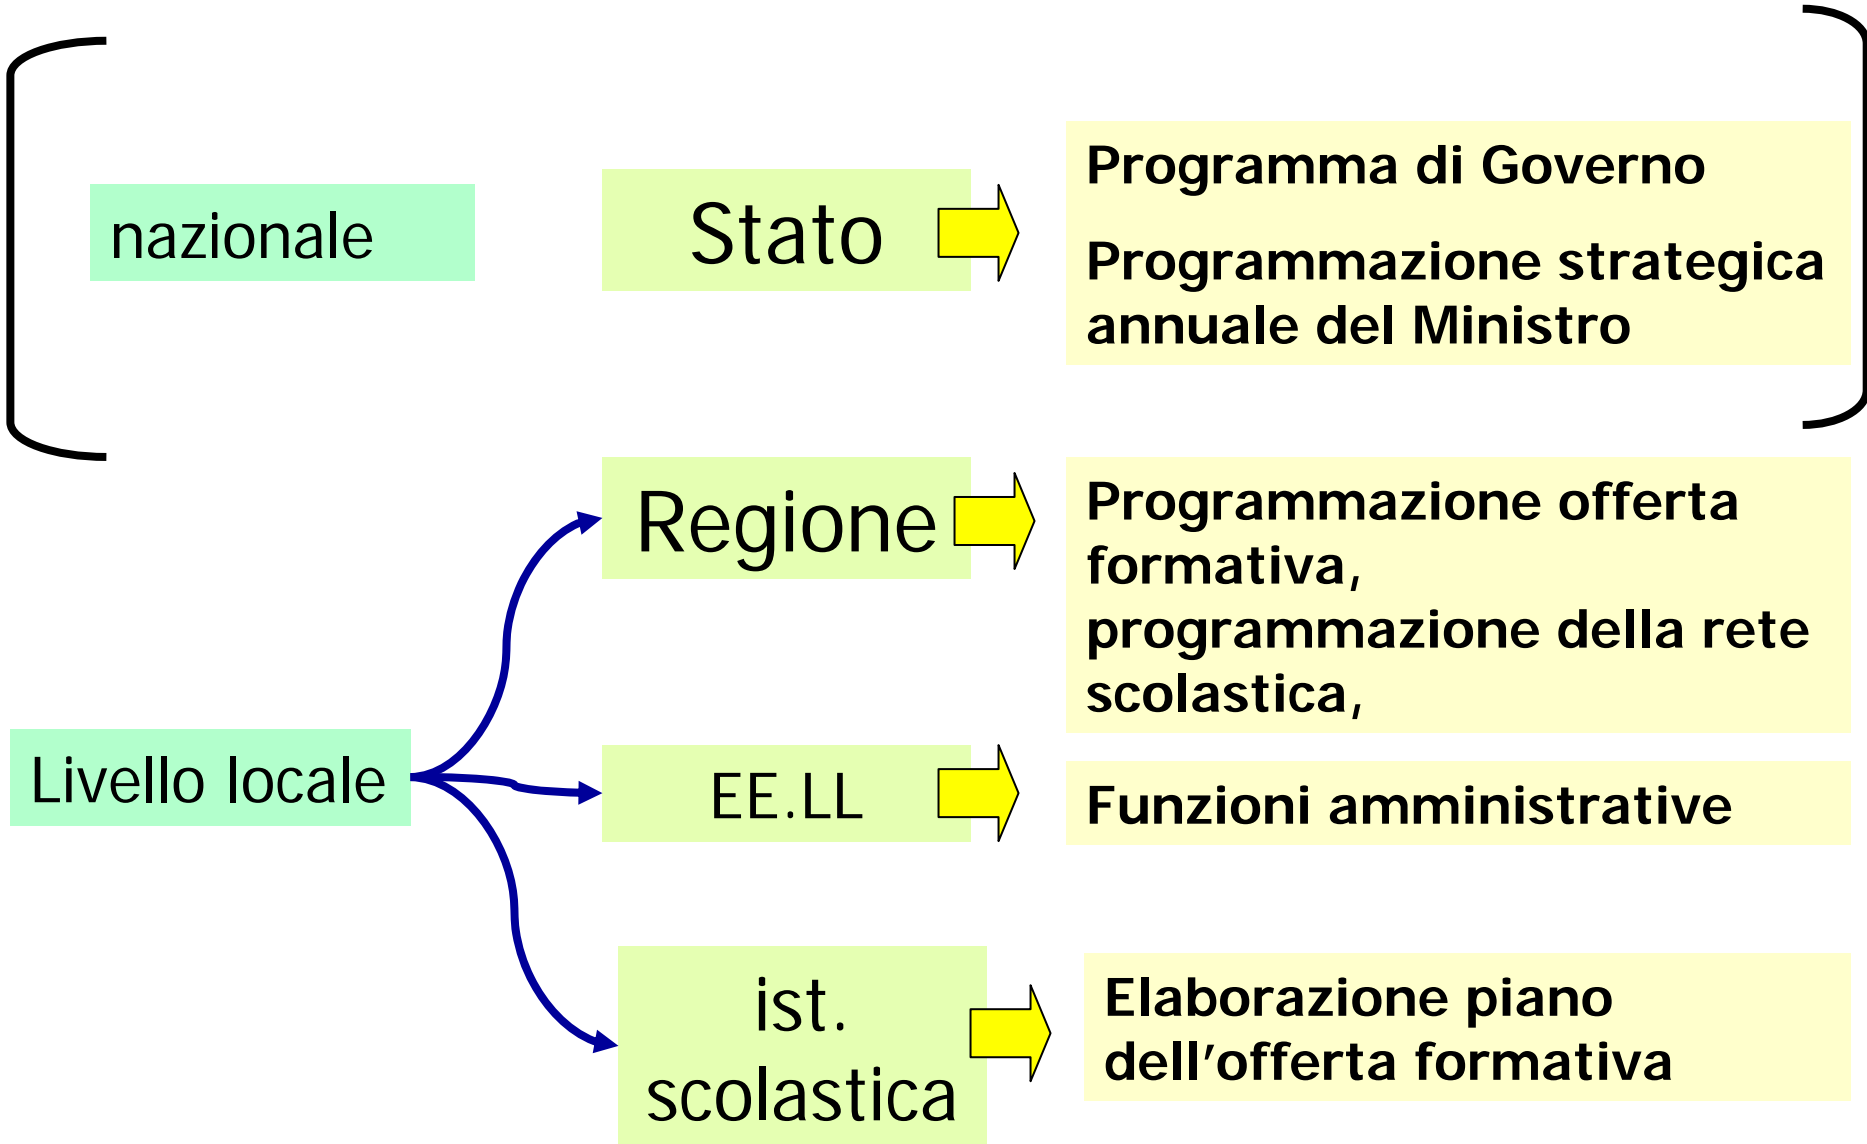 nazionale
Stato
Programma di Governo
Programmazione strategica
annuale del Ministro
Regione
Programmazione offerta
formativa,
programmazione della rete
scolastica,
Livello locale
EE.LL
Funzioni amministrative
ist.
scolastica
Elaborazione piano
dell’offerta formativa